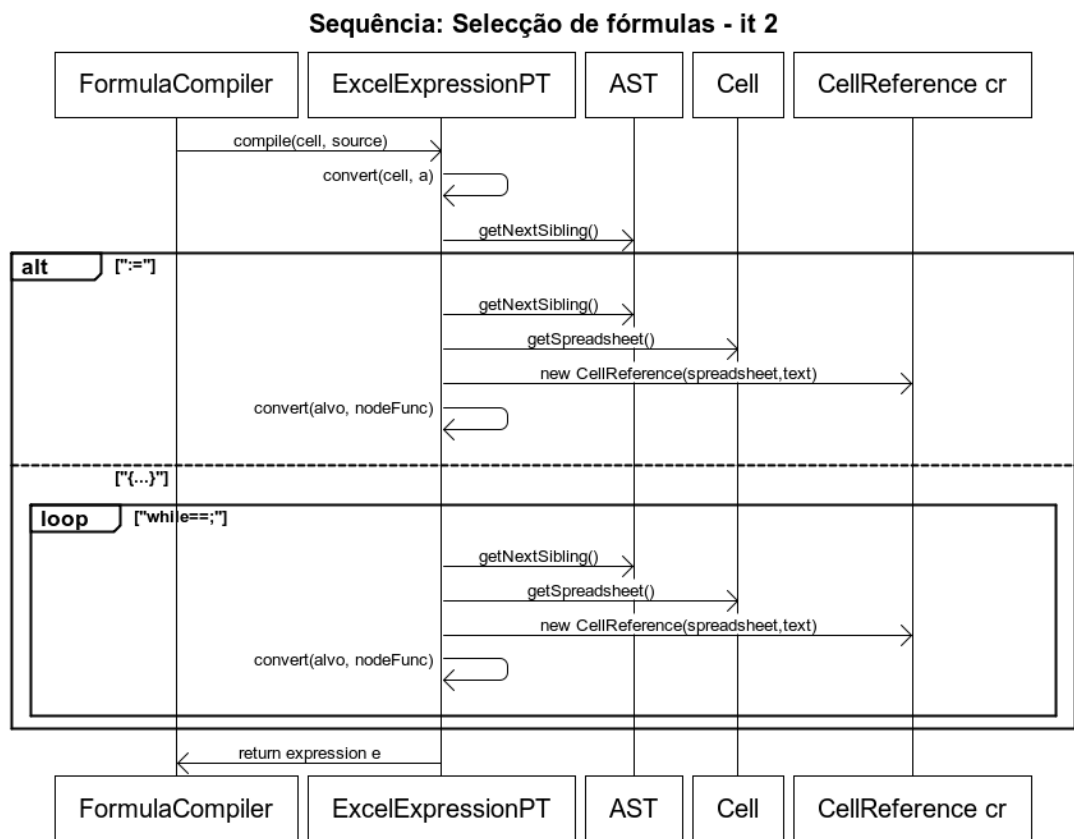 Sequência: Selecção de fórmulas - it 2
FormulaCompiler ExcelExpressionPT AST Cell CellReference cr
compile(cell, source)
convert(cell, a)
getNextSibling()
alt [":="]
getNextSibling()
getSpreadsheet()
new CellReference(spreadsheet,text)
convert(alvo, nodeFunc)
["{...}"]
loop ["while==;"]
getNextSibling()
getSpreadsheet()
new CellReference(spreadsheet,text)
convert(alvo, nodeFunc)
return expression e
FormulaCompiler ExcelExpressionPT AST Cell CellReference cr